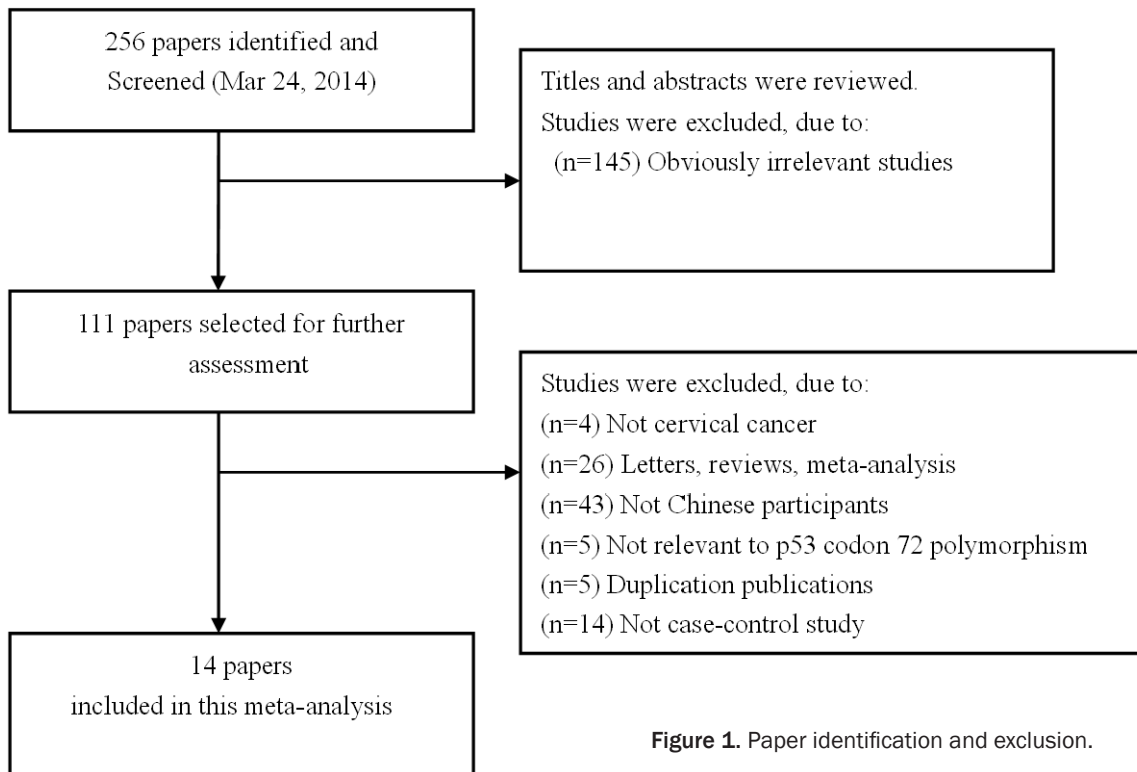 256 papers identified and
Screened (Mar 24, 2014)
Titles and abstracts were reviewed.
Studies were excluded, due to:
(n=145) Obviously irrelevant studies
111 papers selected for further
assessment
Studies were excluded, due to:
(n=4) Not cervical cancer
(n=26) Letters, reviews, meta-analysis
(n=43) Not Chinese participants
(n=5) Not relevant to p53 codon 72 polymorphism
(n=5) Duplication publications
(n=14) Not case-control study
14 papers
included in this meta-analysis
Figure 1. Paper identification and exclusion.